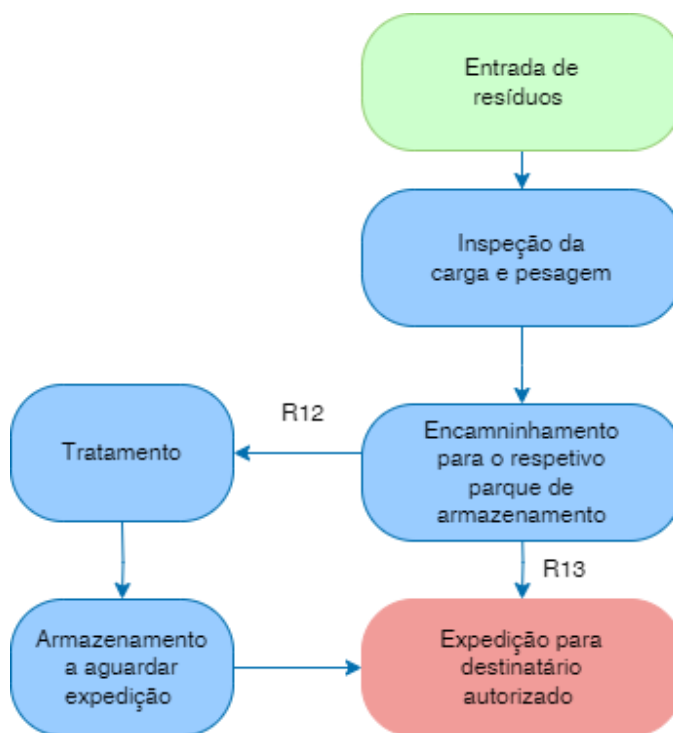 Entrada de
resíduos
Inspeção da
carga e pesagem
R12
Tratamento
Encamninhamento
para o respetivo
parque de
armazenamento
R13
Armazenamento
a aguardar
expedição
Expedição para
destinatário
autorizado